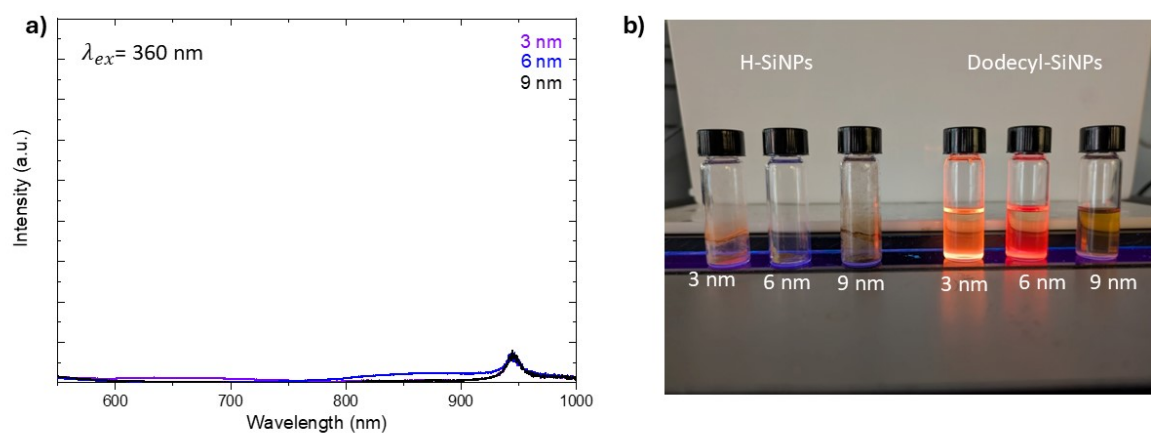 a)
λex= 360 nm
3 nm
6 nm
9 nm
Intensity (a.u.)
600 700 800 900 1000
Wavelength (nm)
b)
H-SiNPs Dodecyl-SiNPs
3 nm 6 nm 9 nm 3 nm 6 nm 9 nm